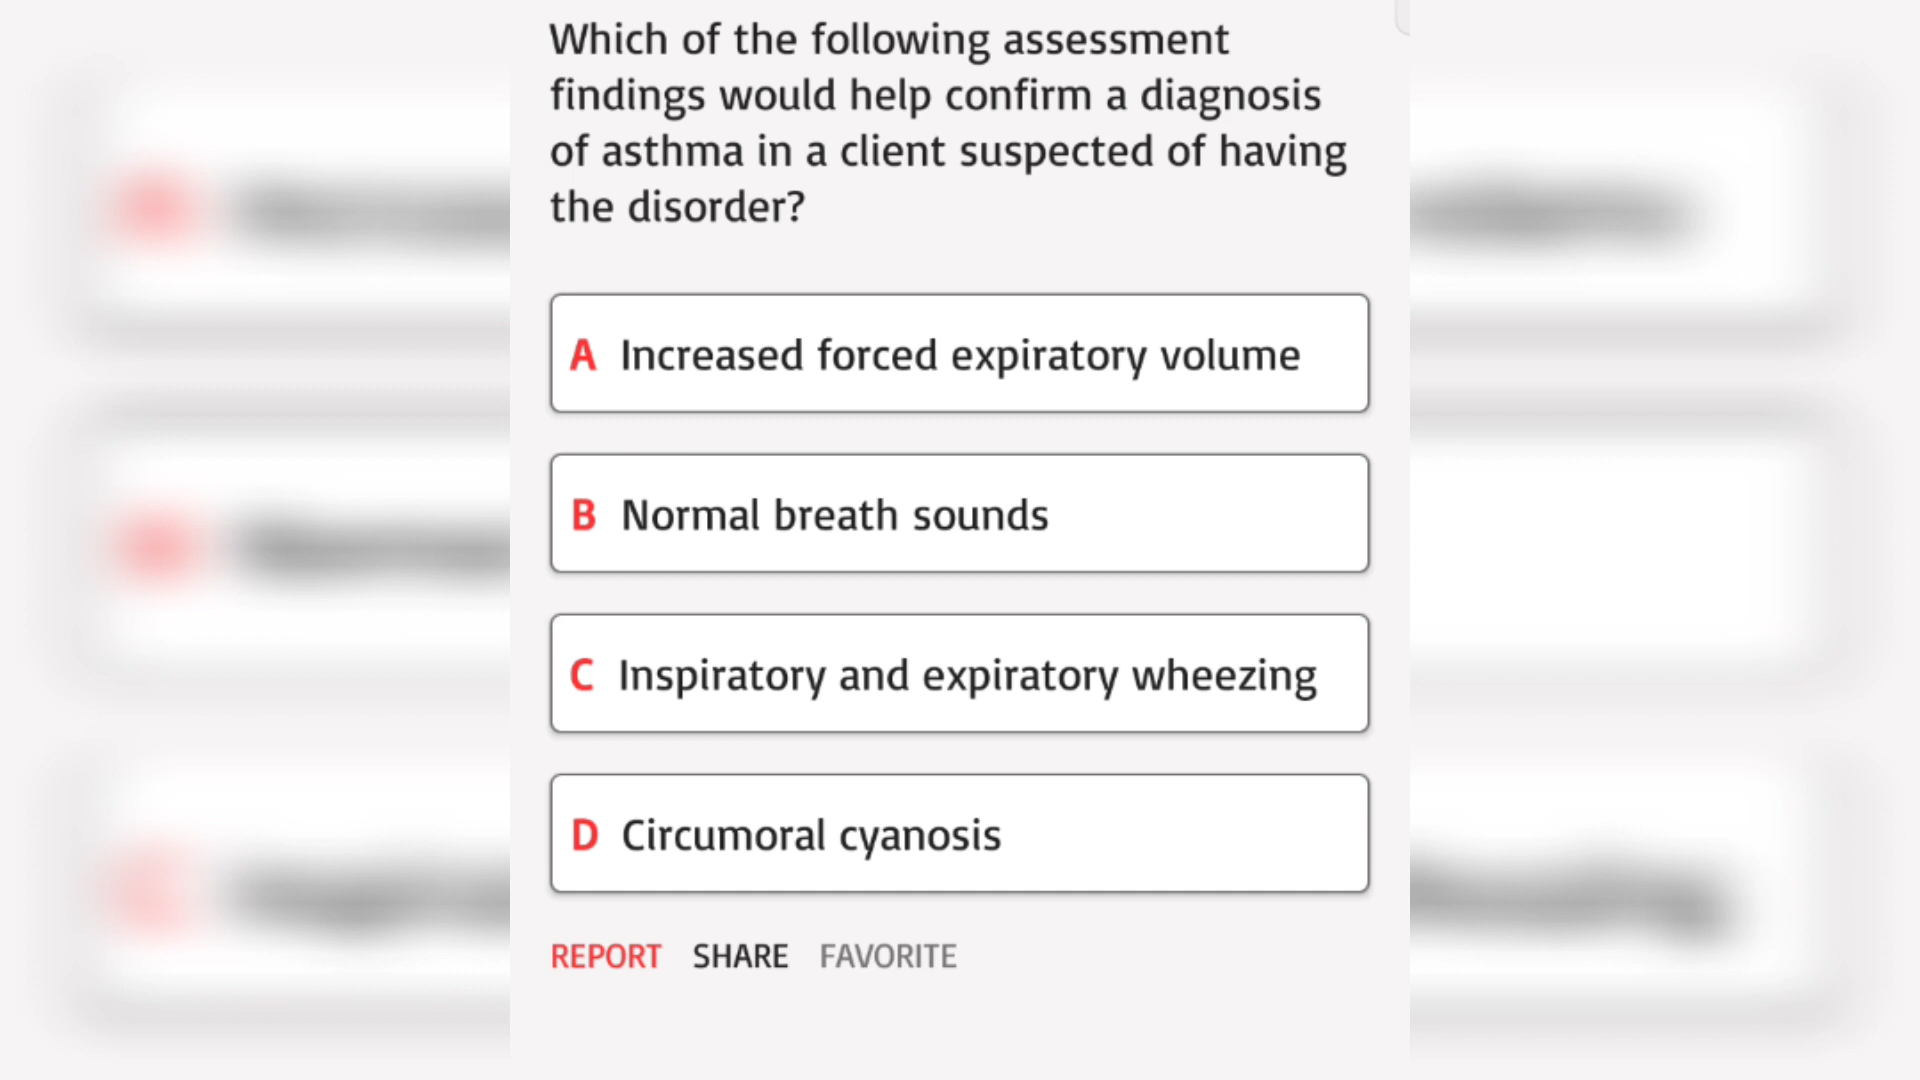 Which of the following assessment
findings would help confirm a diagnosis
of asthma in a client suspected of having
the disorder?
A Increased forced expiratory volume
B Normal breath sounds
C Inspiratory and expiratory wheezing
D Circumoral cyanosis
REPORT SHARE FAVORITE